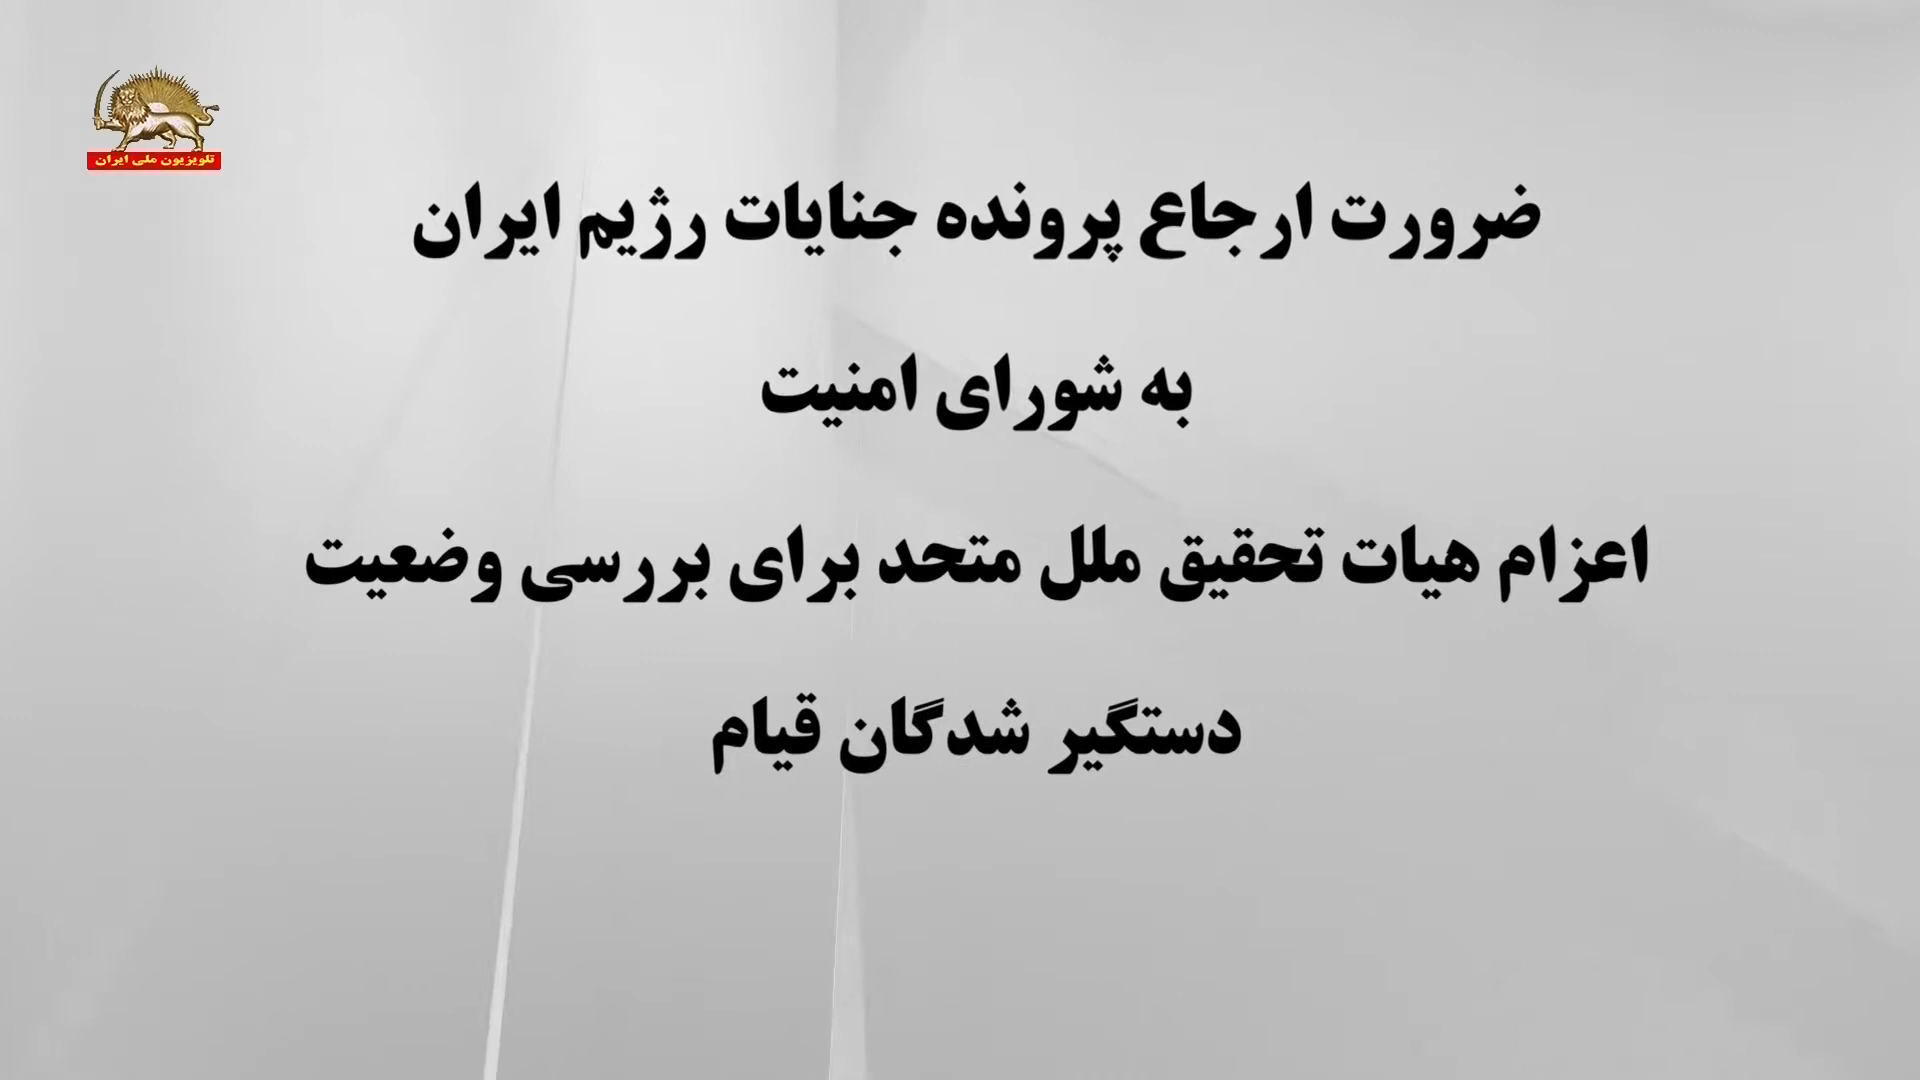 تلویزیون ملی ایران
ضرورت ارجاع پرونده جنایات رژیم ایران
به شورای امنیت
اعزام هیات تحقیق ملل متحد برای بررسی وضعیت
دستگیر شدگان قیام